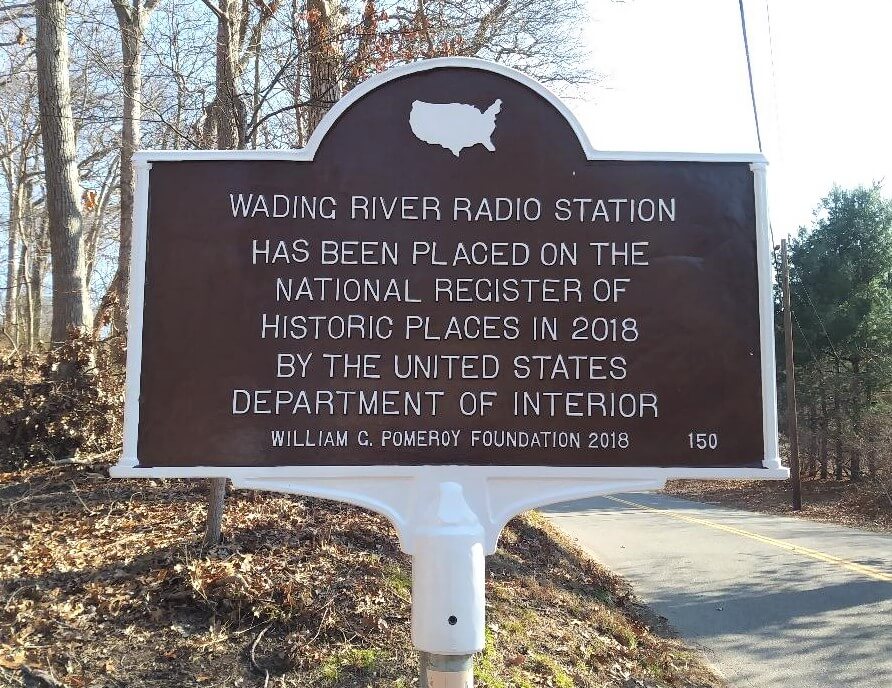 WADING RIVER RADIO STATION
HAS BEEN PLACED ON THE
NATIONAL REGISTER OF
HISTORIC PLACES IN 2018
BY THE UNITED STATES
DEPARTMENT OF INTERIOR
WILLIAM G. POMEROY FOUNDATION 2018 150